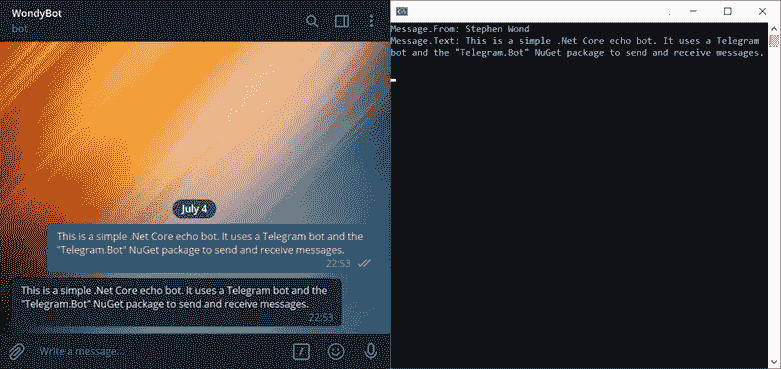 WondyBot
bot
July 4
This is a simple .Net Core echo bot. It uses a Telegram bot and the
"Telegram.Bot" NuGet package to send and receive messages.
22:53
This is a simple .Net Core echo bot. It uses a Telegram bot and the
"Telegram.Bot" NuGet package to send and receive messages.
22:53
Write a message...
Message.From: Stephen Wond
Message.Text: This is a simple .Net Core echo bot. It uses a Telegram
bot and the "Telegram.Bot" NuGet package to send and receive messages.